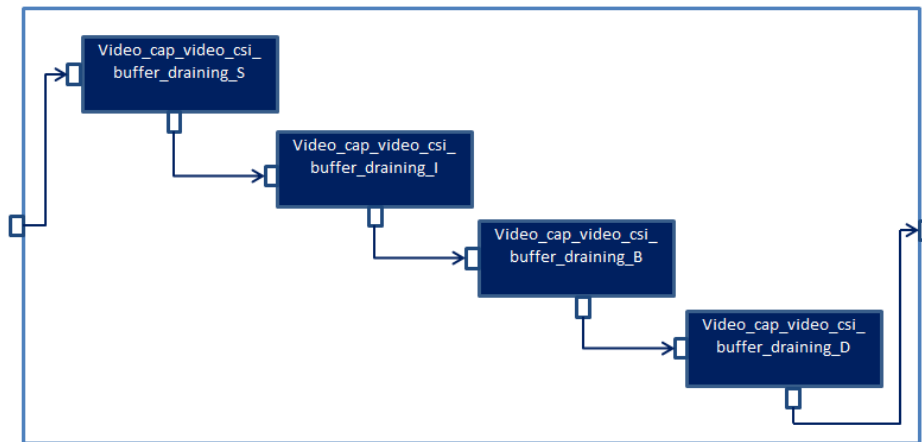 Video_cap_video_csi_
buffer_draining_S
Video_cap_video_csi_
buffer_draining_I
Video_cap_video_csi_
buffer_draining_B
Video_cap_video_csi_
buffer_draining_D